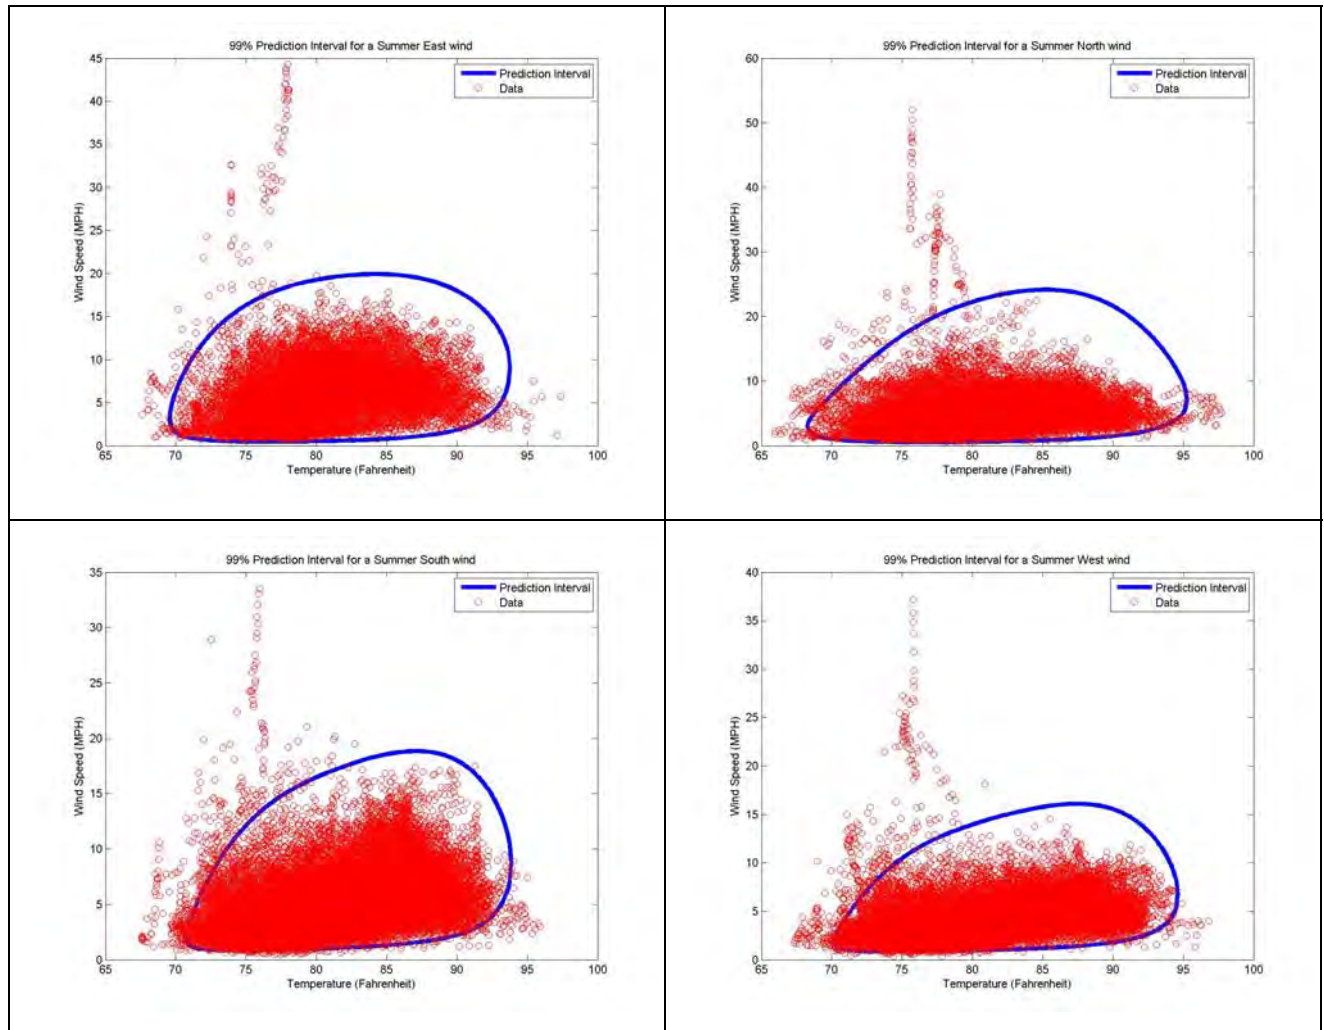 99% Prediction Interval for a Summer East wind
Prediction Interval
Data
Wind Speed (MPH)
45
40
35
30
25
20
15
10
5
0
65 70 75 80 85 90 95 100
Temperature (Fahrenheit)
99% Prediction Interval for a Summer North wind
Prediction Interval
Data
Wind Speed (MPH)
60
50
40
30
20
10
0
65 70 75 80 85 90 95 100
Temperature (Fahrenheit)
99% Prediction Interval for a Summer South wind
Prediction Interval
Data
Wind Speed (MPH)
35
30
25
20
15
10
5
0
65 70 75 80 85 90 95 100
Temperature (Fahrenheit)
99% Prediction Interval for a Summer West wind
Prediction Interval
Data
Wind Speed (MPH)
40
35
30
25
20
15
10
5
0
65 70 75 80 85 90 95 100
Temperature (Fahrenheit)